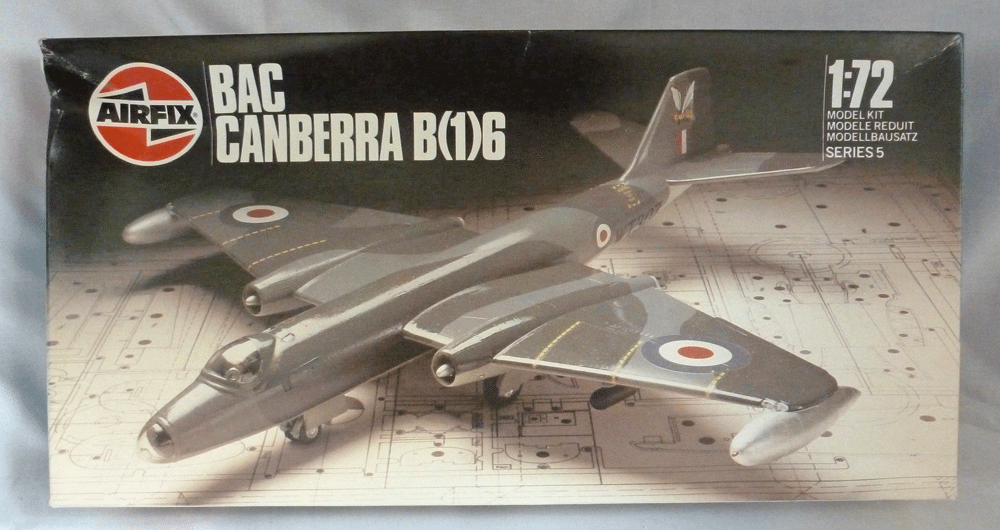 AIRFIX
BAC
CANBERRA B(1)6
1:72
MODEL KIT
MODELE REDUIT
MODELLBAUSATZ
SERIES 5